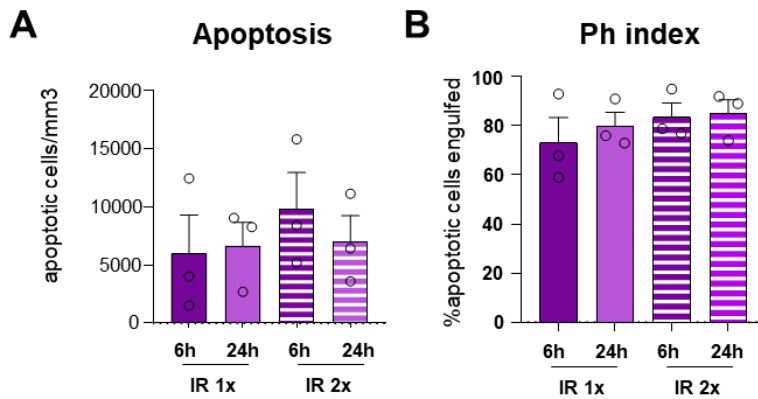 A
Apoptosis
apoptotic cells/mm3
20000
15000
10000
5000
0
6h 24h 6h 24h
IR 1x IR 2x
B
Ph index
%apoptotic cells engulfed
100
80
60
40
20
0
6h 24h 6h 24h
IR 1x IR 2x